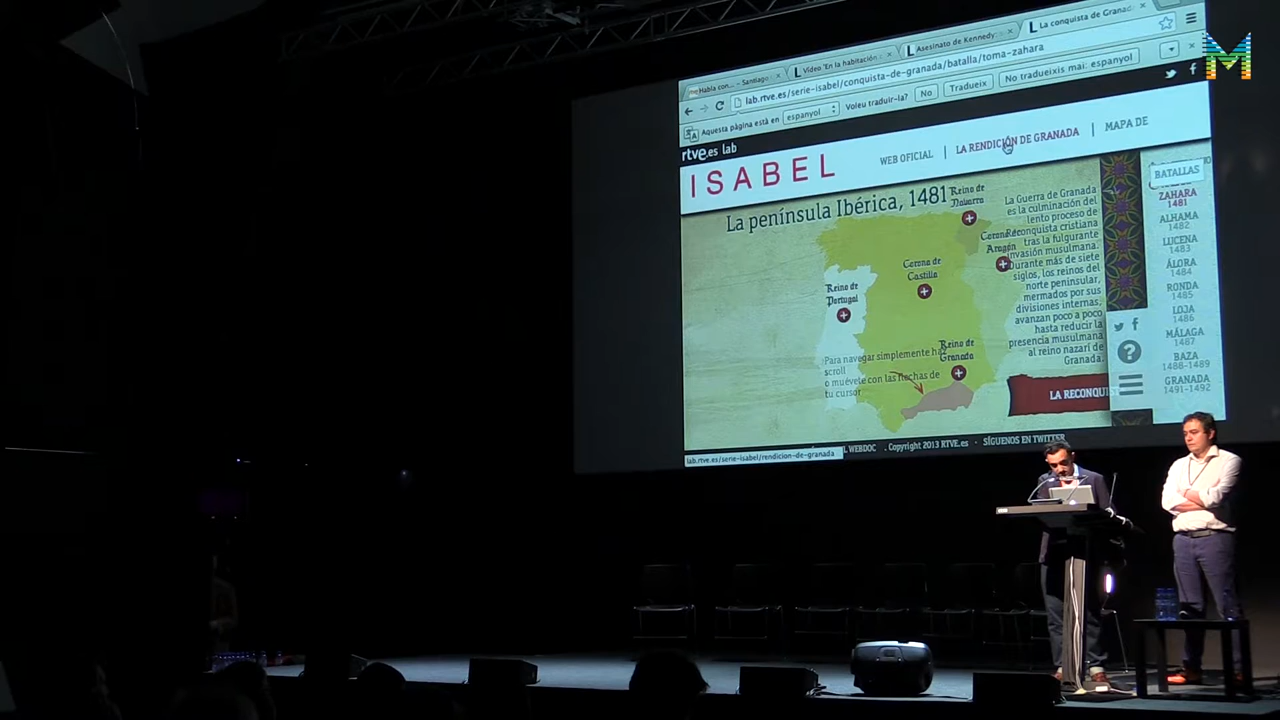 La conquista de Granad
Asesinato de Kennedy:
Vídeo 'En la habitación
Habla con... - Santiago
lab.rtve.es/serie-isabel/conquista-de-granada/batalla/toma-zahara
Aquesta pàgina està en espanyol Voleu traduir-la? No Tradueix No tradueixis mai: espanyol
rtve.es lab
ISABEL
WEB OFICIAL | LA RENDICIÓN DE GRANADA | MAPA DE
La península Ibérica, 1481
Reino de
Navarra
Aragón
Corona de
Castilla
Reino de
Portugal
Reino de
Granada
Para navegar simplemente haz
scroll
o muévete con las flechas de
tu cursor
La Guerra de Granada
es la culminación del
lento proceso de
Reconquista cristiana
tras la fulgurante
invasión musulmana.
Durante más de siete
siglos, los reinos del
norte peninsular,
mermados por sus
divisiones internas,
avanzan poco a poco
hasta reducir la
presencia musulmana
al reino nazarí de
Granada.
LA RECONQUIS
BATALLAS
ZAHARA
1481
ALHAMA
1482
LUCENA
1483
ÁLORA
1484
RONDA
1485
LOJA
1486
MÁLAGA
1487
BAZA
1488-1489
GRANADA
1491-1492
?
L WEBDOC . Copyright 2013 RTVE.es · SÍGUENOS EN TWITTER
lab.rtve.es/serie-isabel/rendicion-de-granada
M